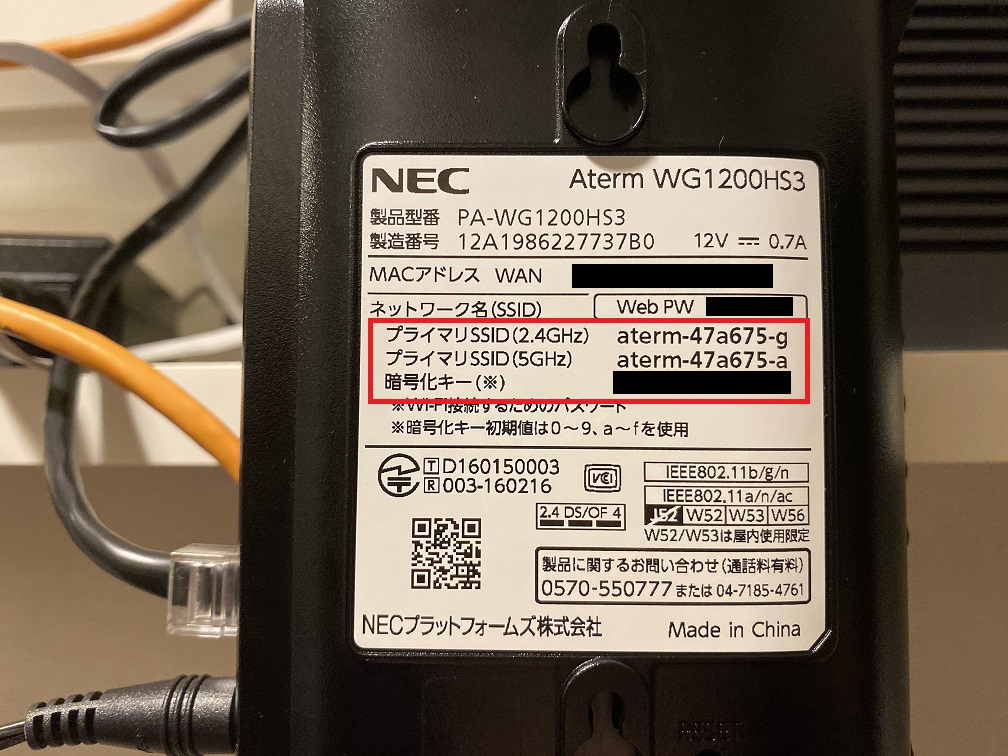 NEC Aterm WG1200HS3
製品型番 PA-WG1200HS3
製造番号 12A1986227737B0 12V 0.7A
MACアドレス WAN
ネットワーク名(SSID) Web PW
プライマリSSID(2.4GHz) aterm-47a675-g
プライマリSSID(5GHz) aterm-47a675-a
暗号化キー(※)
※Wi-Fi接続するためのパスワード
※暗号化キー初期値は0~9、a~fを使用
T D160150003
R 003-160216
VCI
IEEE802.11b/g/n
IEEE802.11a/n/ac
2.4 DS/OF 4
J52 W52 W53 W56
W52/W53は屋内使用限定
製品に関するお問い合わせ(通話料有料)
0570-550777 または 04-7185-4761
NECプラットフォームズ株式会社 Made in China
RESET